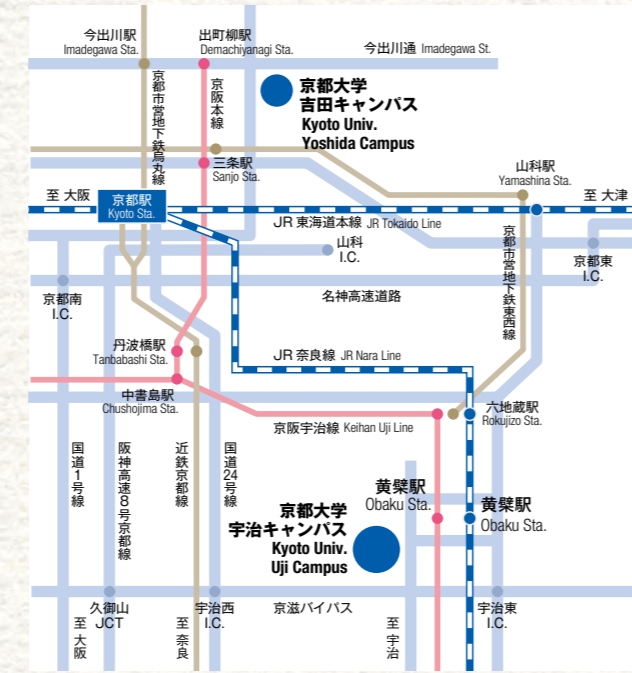 今出川駅
Imadegawa Sta.
出町柳駅
Demachiyanagi Sta.
今出川通 Imadegawa St.
京都市営地下鉄烏丸線
京阪本線
京都大学
吉田キャンパス
Kyoto Univ.
Yoshida Campus
三条駅
Sanjo Sta.
山科駅
Yamashina Sta.
至 大阪
京都駅
Kyoto Sta.
至 大津
JR 東海道本線 JR Tokaido Line
山科
I.C.
京都市営地下鉄東西線
京都東
I.C.
京都南
I.C.
名神高速道路
丹波橋駅
Tanbabashi Sta.
JR 奈良線 JR Nara Line
中書島駅
Chushojima Sta.
京阪宇治線 Keihan Uji Line
六地蔵駅
Rokujizo Sta.
国道1号線
阪神高速8号京都線
近鉄京都線
国道24号線
京都大学
宇治キャンパス
Kyoto Univ.
Uji Campus
黄檗駅
Obaku Sta.
黄檗駅
Obaku Sta.
久御山
JCT
宇治西
I.C.
京滋バイパス
宇治東
I.C.
至 大阪
至 奈良
至 宇治